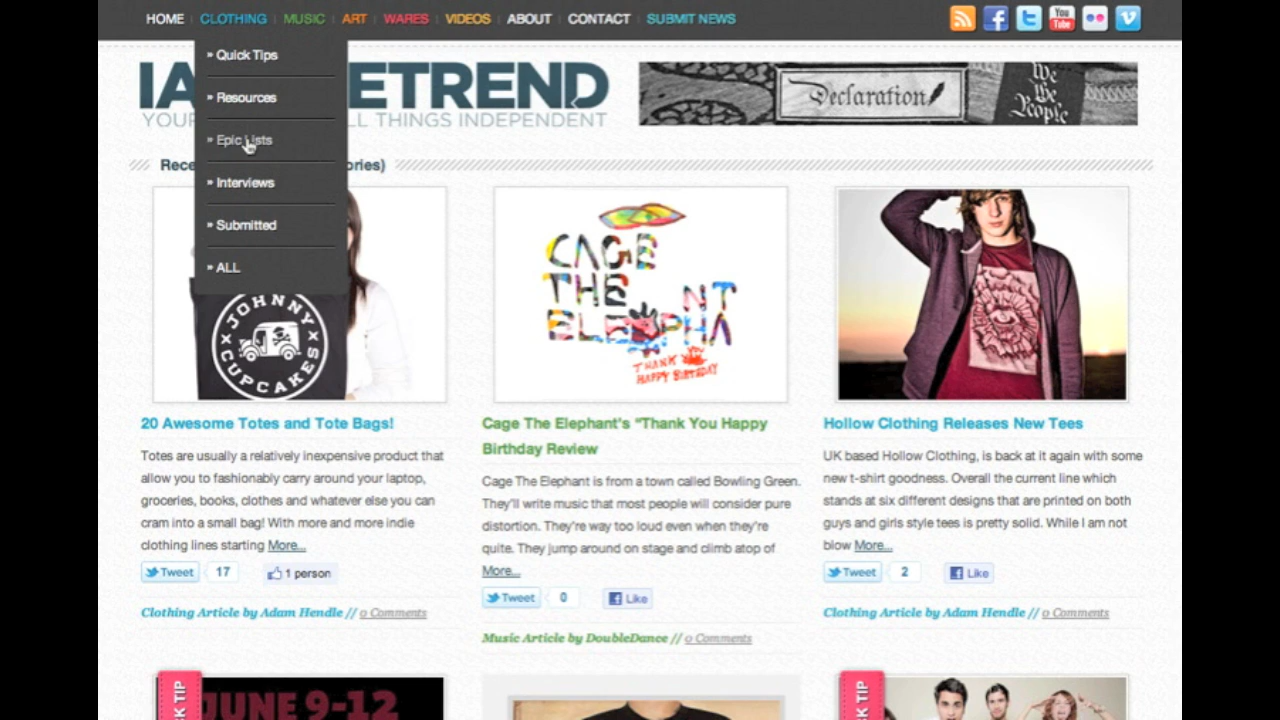 HOME CLOTHING MUSIC ART WARES VIDEOS ABOUT CONTACT SUBMIT NEWS
You Tube
» Quick Tips
» Resources
» Epic Lists
» Interviews
» Submitted
» ALL
IA ETREND
YOUR LL THINGS INDEPENDENT
Declaration
We the People
Rece ories)
JOHNNY CUPCAKES
CAGE THE ELEPHANT
THANK HAPPY BIRTHDAY
20 Awesome Totes and Tote Bags!
Totes are usually a relatively inexpensive product that
allow you to fashionably carry around your laptop,
groceries, books, clothes and whatever else you can
cram into a small bag! With more and more indie
clothing lines starting More...
Tweet 17 1 person
Clothing Article by Adam Hendle // 0 Comments
Cage The Elephant's "Thank You Happy
Birthday Review
Cage The Elephant is from a town called Bowling Green.
They'll write music that most people will consider pure
distortion. They're way too loud even when they're
quite. They jump around on stage and climb atop of
More...
Tweet 0 Like
Music Article by DoubleDance // 0 Comments
Hollow Clothing Releases New Tees
UK based Hollow Clothing, is back at it again with some
new t-shirt goodness. Overall the current line which
stands at six different designs that are printed on both
guys and girls style tees is pretty solid. While I am not
blow More...
Tweet 2 Like
Clothing Article by Adam Hendle // 0 Comments
K TIP
JUNE 9-12
K TIP